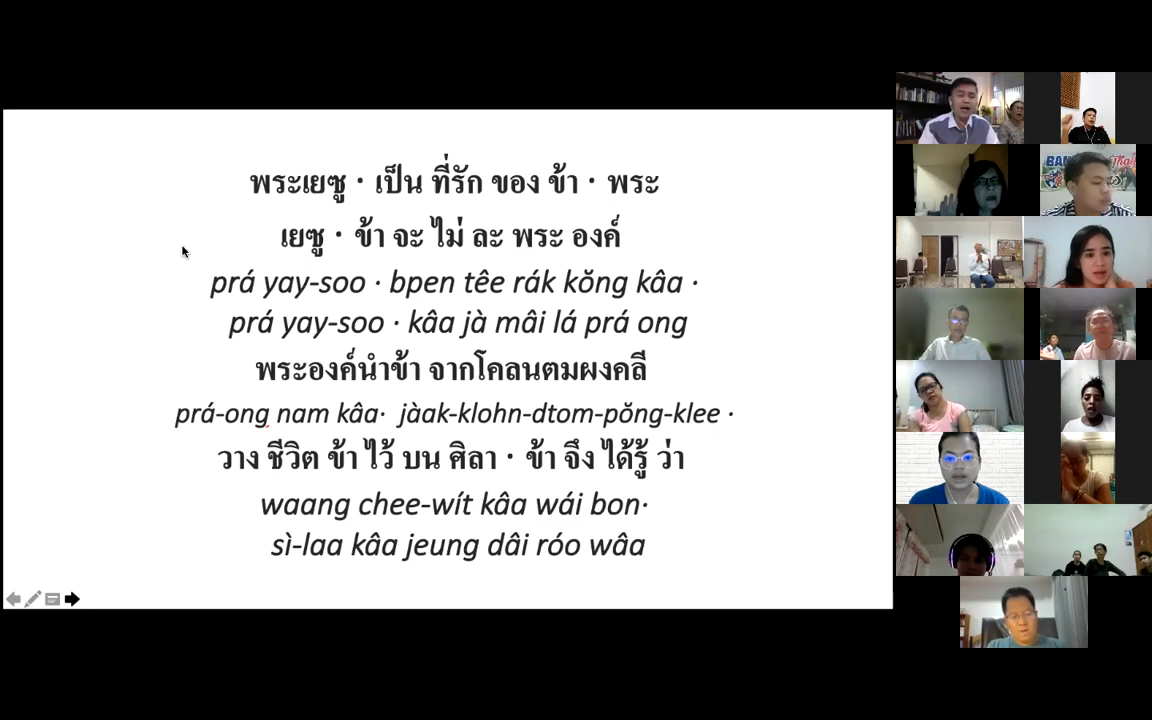 พระเยซู · เป็น ที่รัก ของ ข้า · พระ
เยซู · ข้า จะ ไม่ ละ พระ องค์
prá yay-soo · bpen têe rák kŏng kâa ·
prá yay-soo · kâa jà mâi lá prá ong
พระองค์นำข้า จากโคลนตมผงคลี
prá-ong nam kâa· jàak-klohn-dtom-pŏng-klee ·
วาง ชีวิต ข้า ไว้ บน ศิลา · ข้า จึง ได้รู้ ว่า
waang chee-wít kâa wái bon·
sì-laa kâa jeung dâi róo wâa